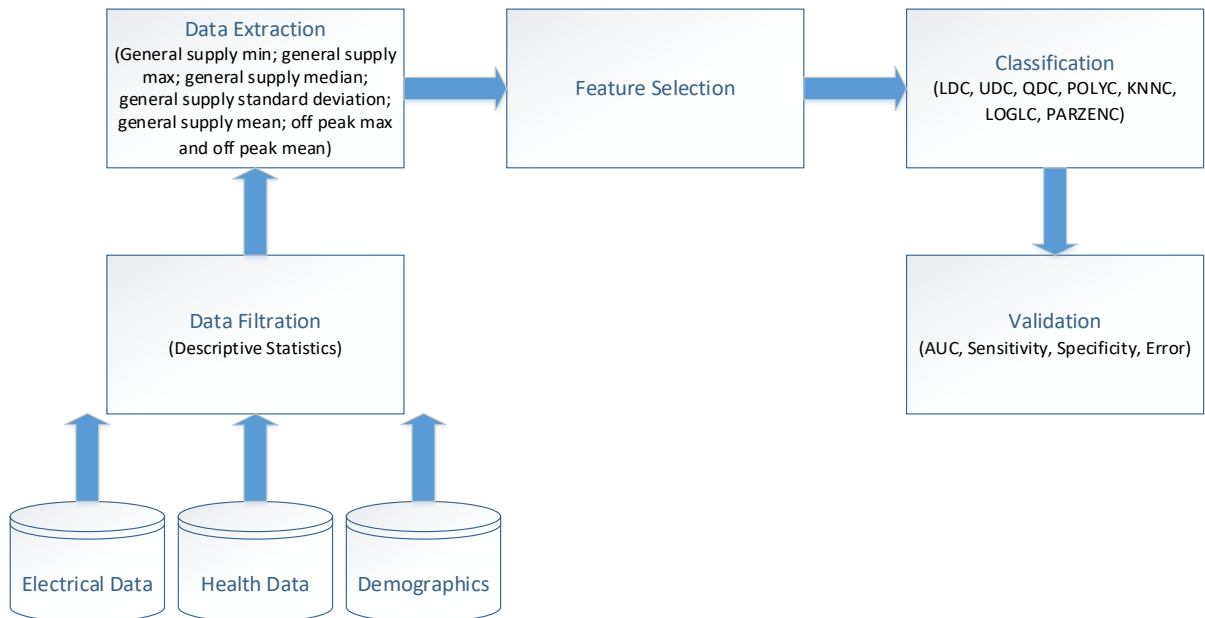 Data Extraction
(General supply min; general supply
max; general supply median;
general supply standard deviation;
general supply mean; off peak max
and off peak mean)
Feature Selection
Classification
(LDC, UDC, QDC, POLYC, KNNC,
LOGLC, PARZENC)
Data Filtration
(Descriptive Statistics)
Validation
(AUC, Sensitivity, Specificity, Error)
Electrical Data
Health Data
Demographics